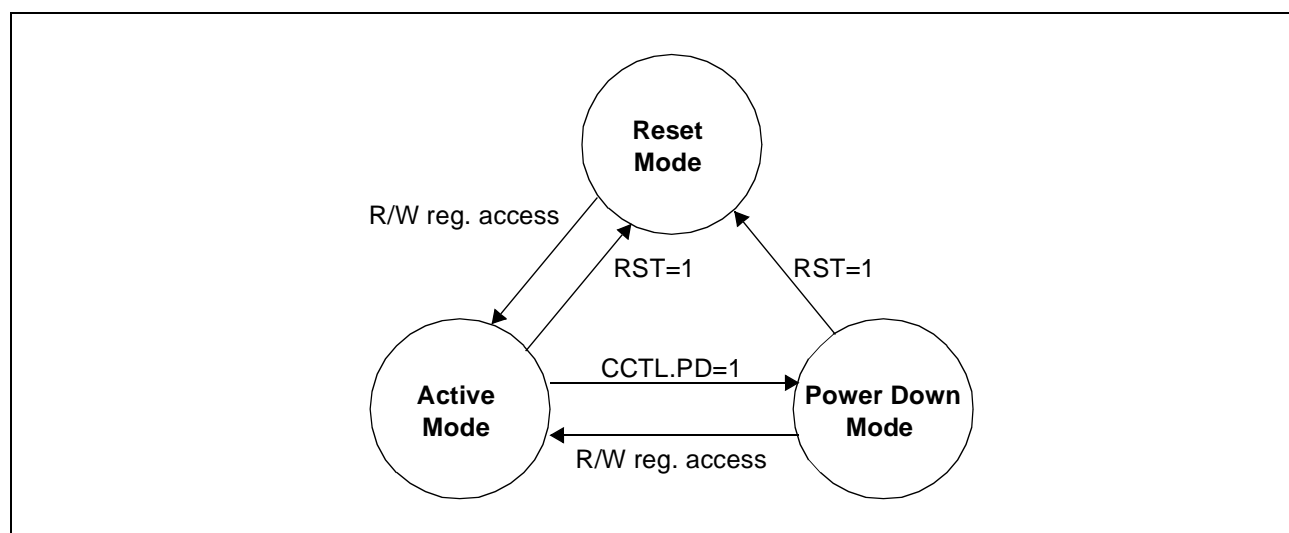 Reset
Mode
R/W reg. access
RST=1
RST=1
CCTL.PD=1
Active
Mode
Power Down
Mode
R/W reg. access